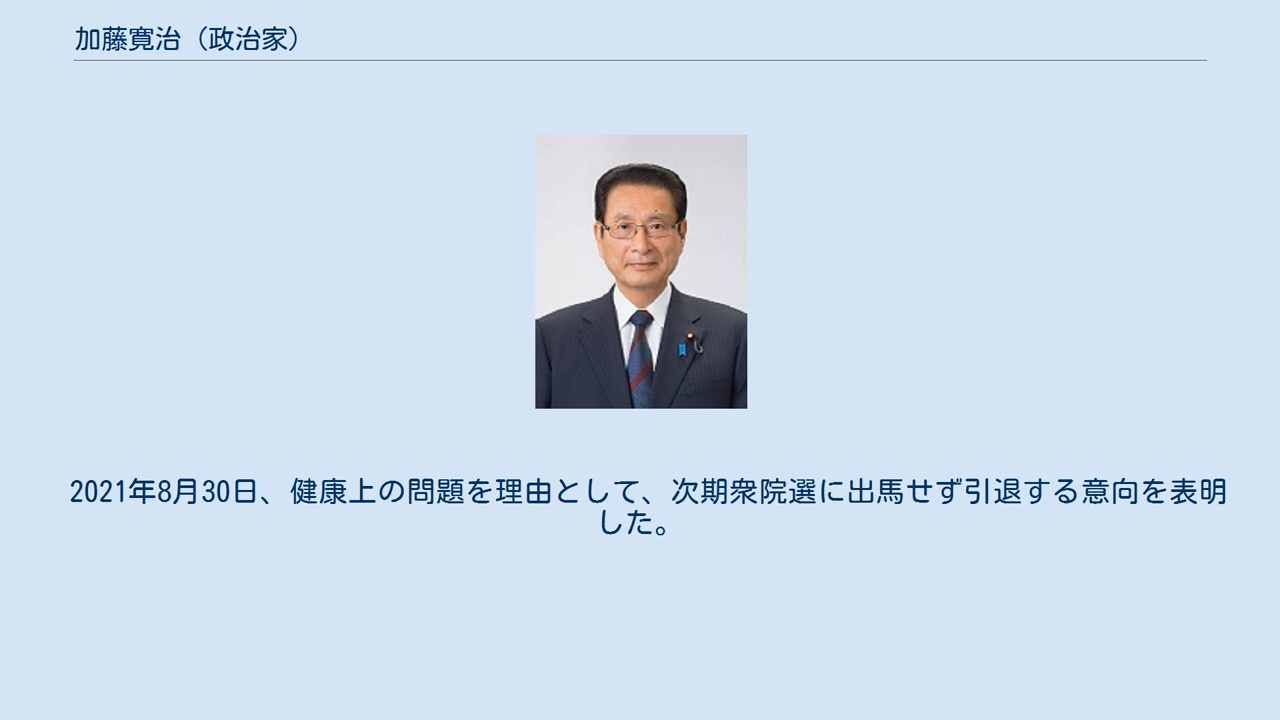 加藤寛治（政治家）
2021年8月30日、健康上の問題を理由として、次期衆院選に出馬せず引退する意向を表明
した。